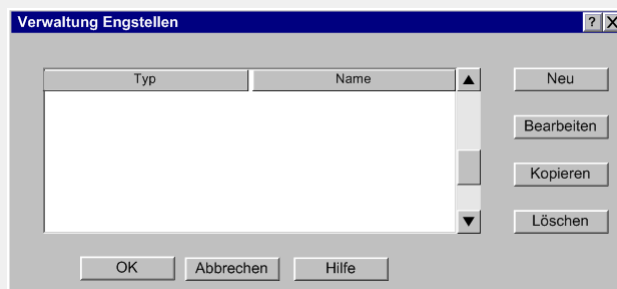 Verwaltung Engstellen ? X
Typ Name
Neu
Bearbeiten
Kopieren
Löschen
OK Abbrechen Hilfe